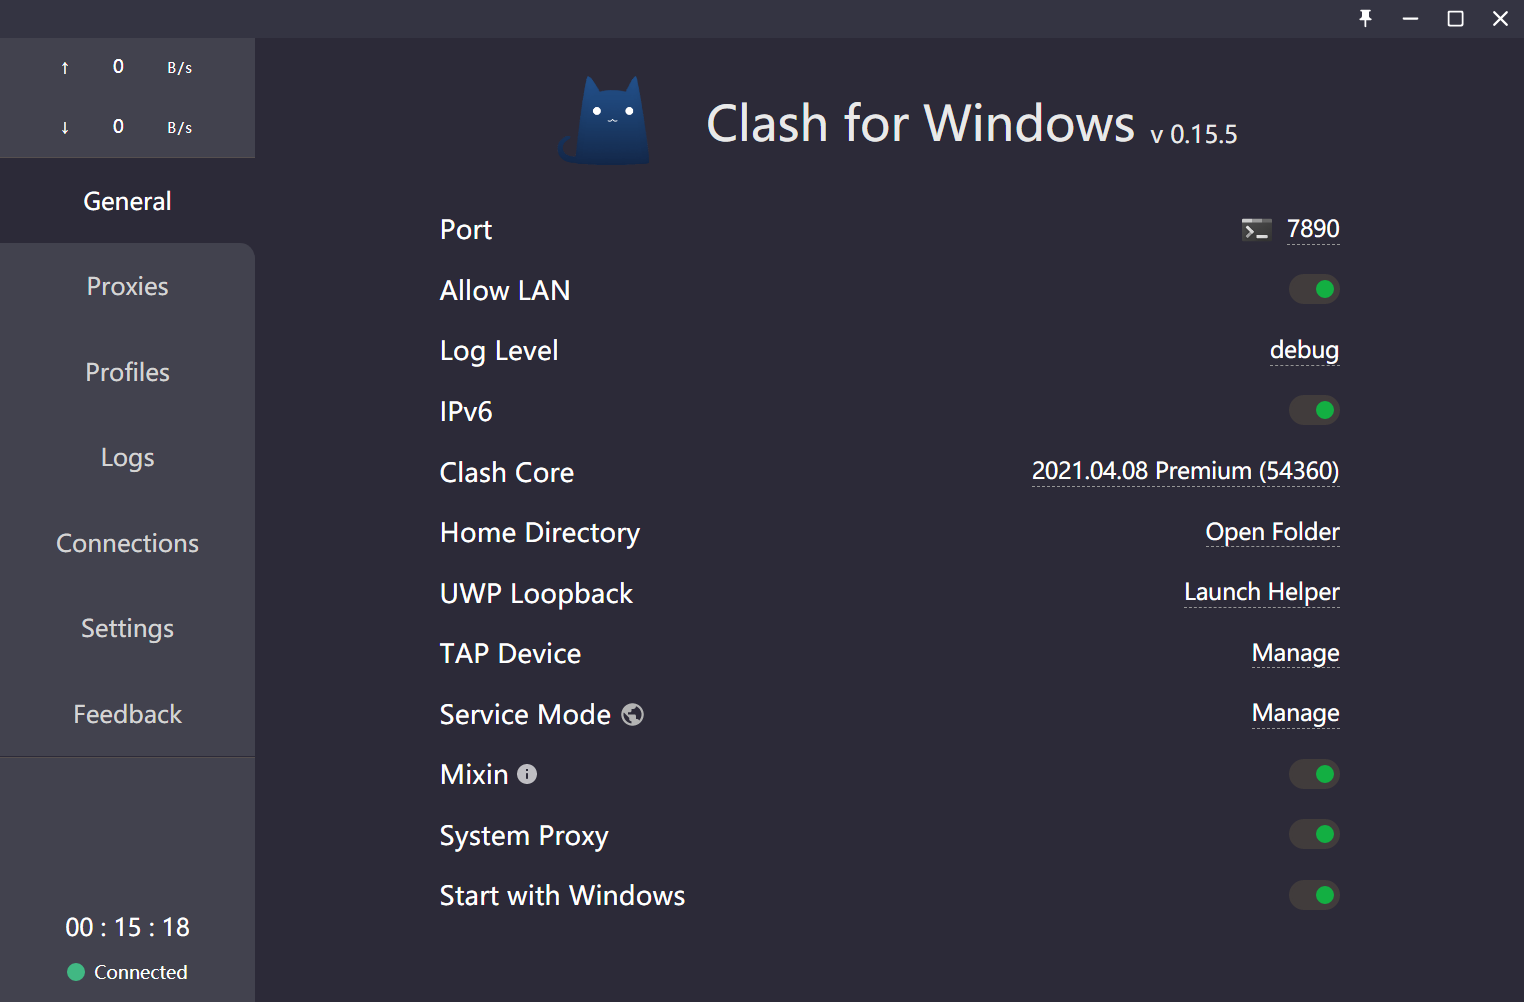 ↑ 0 B/s
↓ 0 B/s
General
Proxies
Profiles
Logs
Connections
Settings
Feedback
00 : 15 : 18
Connected
Clash for Windows v 0.15.5
Port 7890
Allow LAN
Log Level debug
IPv6
Clash Core 2021.04.08 Premium (54360)
Home Directory Open Folder
UWP Loopback Launch Helper
TAP Device Manage
Service Mode Manage
Mixin
System Proxy
Start with Windows